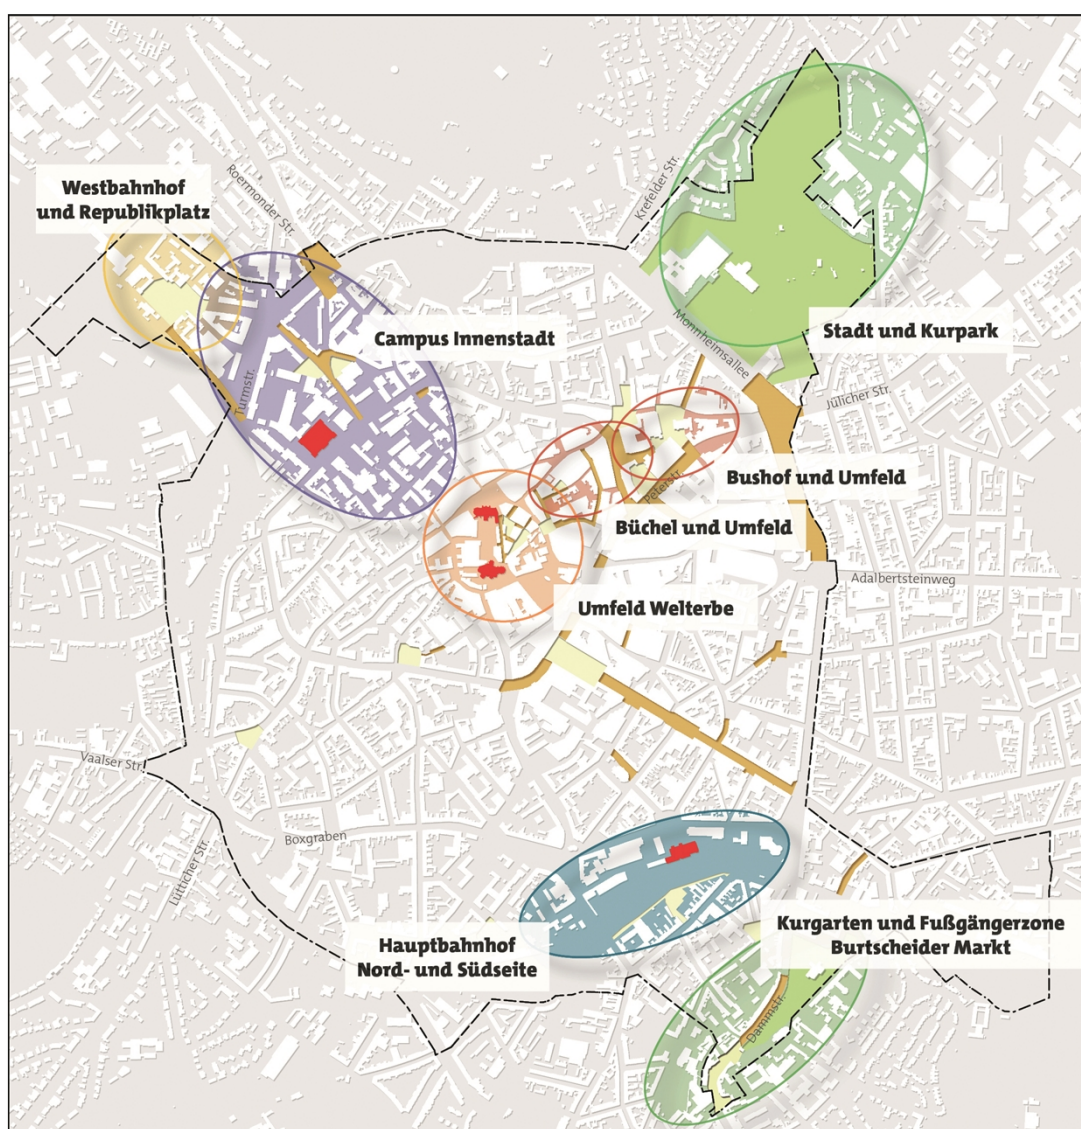 Westbahnhof
und Republikplatz
Roermonder Str.
Krefelder Str.
Campus Innenstadt
Turmstr.
Monnheimsallee
Stadt und Kurpark
Jülicher Str.
Peterstr.
Bushof und Umfeld
Büchel und Umfeld
Adalbertsteinweg
Umfeld Welterbe
Vaalser Str.
Boxgraben
Lütticher Str.
Hauptbahnhof
Nord- und Südseite
Kurgarten und Fußgängerzone
Burtscheider Markt
Dammstr.